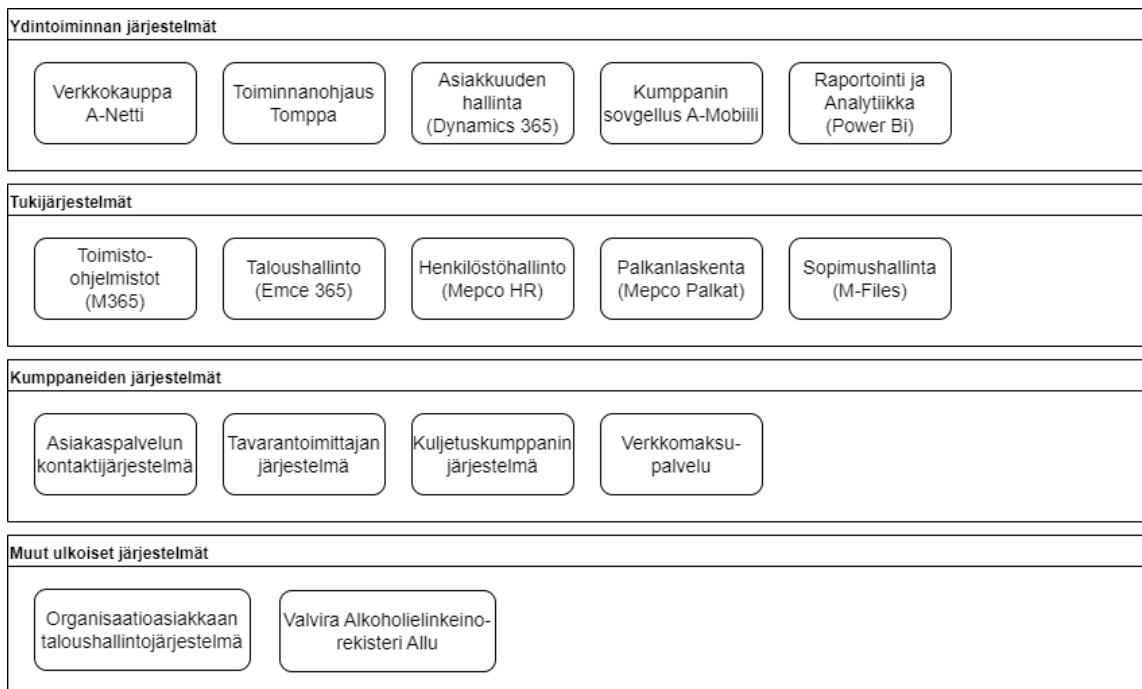 Ydintoiminnan järjestelmät
Verkkokauppa
A-Netti
Toiminnanohjaus
Tomppa
Asiakkuuden
hallinta
(Dynamics 365)
Kumppanin
sovgellus A-Mobiili
Raportointi ja
Analytiikka
(Power Bi)
Tukijärjestelmät
Toimisto-
ohjelmistot
(M365)
Taloushallinto
(Emce 365)
Henkilöstöhallinto
(Mepco HR)
Palkanlaskenta
(Mepco Palkat)
Sopimushallinta
(M-Files)
Kumppaneiden järjestelmät
Asiakaspalvelun
kontaktijärjestelmä
Tavarantoimittajan
järjestelmä
Kuljetuskumppanin
järjestelmä
Verkkomaksu-
palvelu
Muut ulkoiset järjestelmät
Organisaatioasiakkaan
taloushallintojärjestelmä
Valvira Alkoholielinkeino-
rekisteri Allu